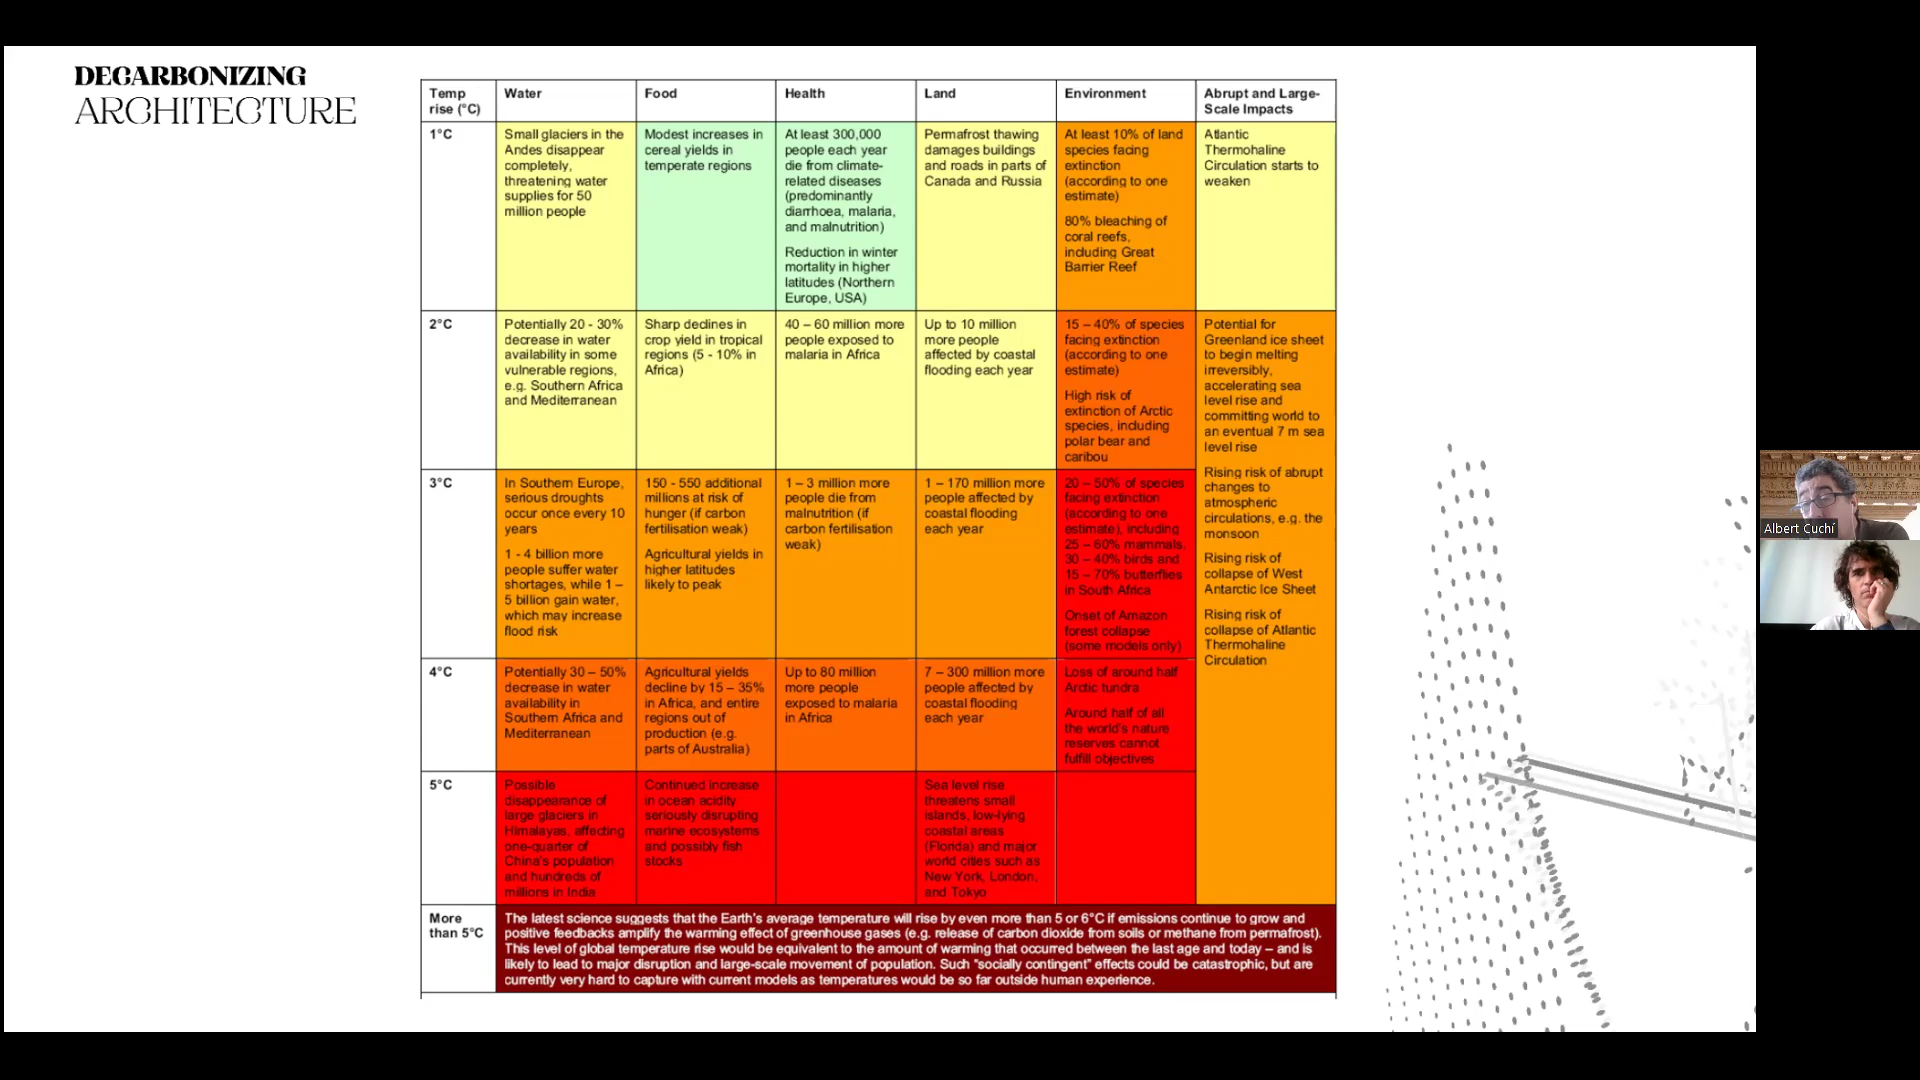 DECARBONIZING
ARCHITECTURE
Temp
rise (°C)
Water
Food
Health
Land
Environment
Abrupt and Large-
Scale Impacts
1°C
Small glaciers in the
Andes disappear
completely,
threatening water
supplies for 50
million people
Modest increases in
cereal yields in
temperate regions
At least 300,000
people each year
die from climate-
related diseases
(predominantly
diarrhoea, malaria,
and malnutrition)
Reduction in winter
mortality in higher
latitudes (Northern
Europe, USA)
Permafrost thawing
damages buildings
and roads in parts of
Canada and Russia
At least 10% of land
species facing
extinction
(according to one
estimate)
80% bleaching of
coral reefs,
including Great
Barrier Reef
Atlantic
Thermohaline
Circulation starts to
weaken
2°C
Potentially 20 - 30%
decrease in water
availability in some
vulnerable regions,
e.g. Southern Africa
and Mediterranean
Sharp declines in
crop yield in tropical
regions (5 - 10% in
Africa)
40 – 60 million more
people exposed to
malaria in Africa
Up to 10 million
more people
affected by coastal
flooding each year
15 – 40% of species
facing extinction
(according to one
estimate)
High risk of
extinction of Arctic
species, including
polar bear and
caribou
Potential for
Greenland ice sheet
to begin melting
irreversibly,
accelerating sea
level rise and
committing world to
an eventual 7 m sea
level rise
Rising risk of abrupt
changes to
atmospheric
circulations, e.g. the
monsoon
Rising risk of
collapse of West
Antarctic Ice Sheet
Rising risk of
collapse of Atlantic
Thermohaline
Circulation
3°C
In Southern Europe,
serious droughts
occur once every 10
years
1 - 4 billion more
people suffer water
shortages, while 1 –
5 billion gain water,
which may increase
flood risk
150 - 550 additional
millions at risk of
hunger (if carbon
fertilisation weak)
Agricultural yields in
higher latitudes
likely to peak
1 – 3 million more
people die from
malnutrition (if
carbon fertilisation
weak)
1 – 170 million more
people affected by
coastal flooding
each year
20 – 50% of species
facing extinction
(according to one
estimate), including
25 – 60% mammals,
30 – 40% birds and
15 – 70% butterflies
in South Africa
Onset of Amazon
forest collapse
(some models only)
4°C
Potentially 30 – 50%
decrease in water
availability in
Southern Africa and
Mediterranean
Agricultural yields
decline by 15 – 35%
in Africa, and entire
regions out of
production (e.g.
parts of Australia)
Up to 80 million
more people
exposed to malaria
in Africa
7 – 300 million more
people affected by
coastal flooding
each year
Loss of around half
Arctic tundra
Around half of all
the world's nature
reserves cannot
fulfill objectives
5°C
Possible
disappearance of
large glaciers in
Himalayas, affecting
one-quarter of
China's population
and hundreds of
millions in India
Continued increase
in ocean acidity
seriously disrupting
marine ecosystems
and possibly fish
stocks
Sea level rise
threatens small
islands, low-lying
coastal areas
(Florida) and major
world cities such as
New York, London,
and Tokyo
More
than 5°C
The latest science suggests that the Earth's average temperature will rise by even more than 5 or 6°C if emissions continue to grow and
positive feedbacks amplify the warming effect of greenhouse gases (e.g. release of carbon dioxide from soils or methane from permafrost).
This level of global temperature rise would be equivalent to the amount of warming that occurred between the last age and today – and is
likely to lead to major disruption and large-scale movement of population. Such "socially contingent" effects could be catastrophic, but are
currently very hard to capture with current models as temperatures would be so far outside human experience.
Albert Cuchí